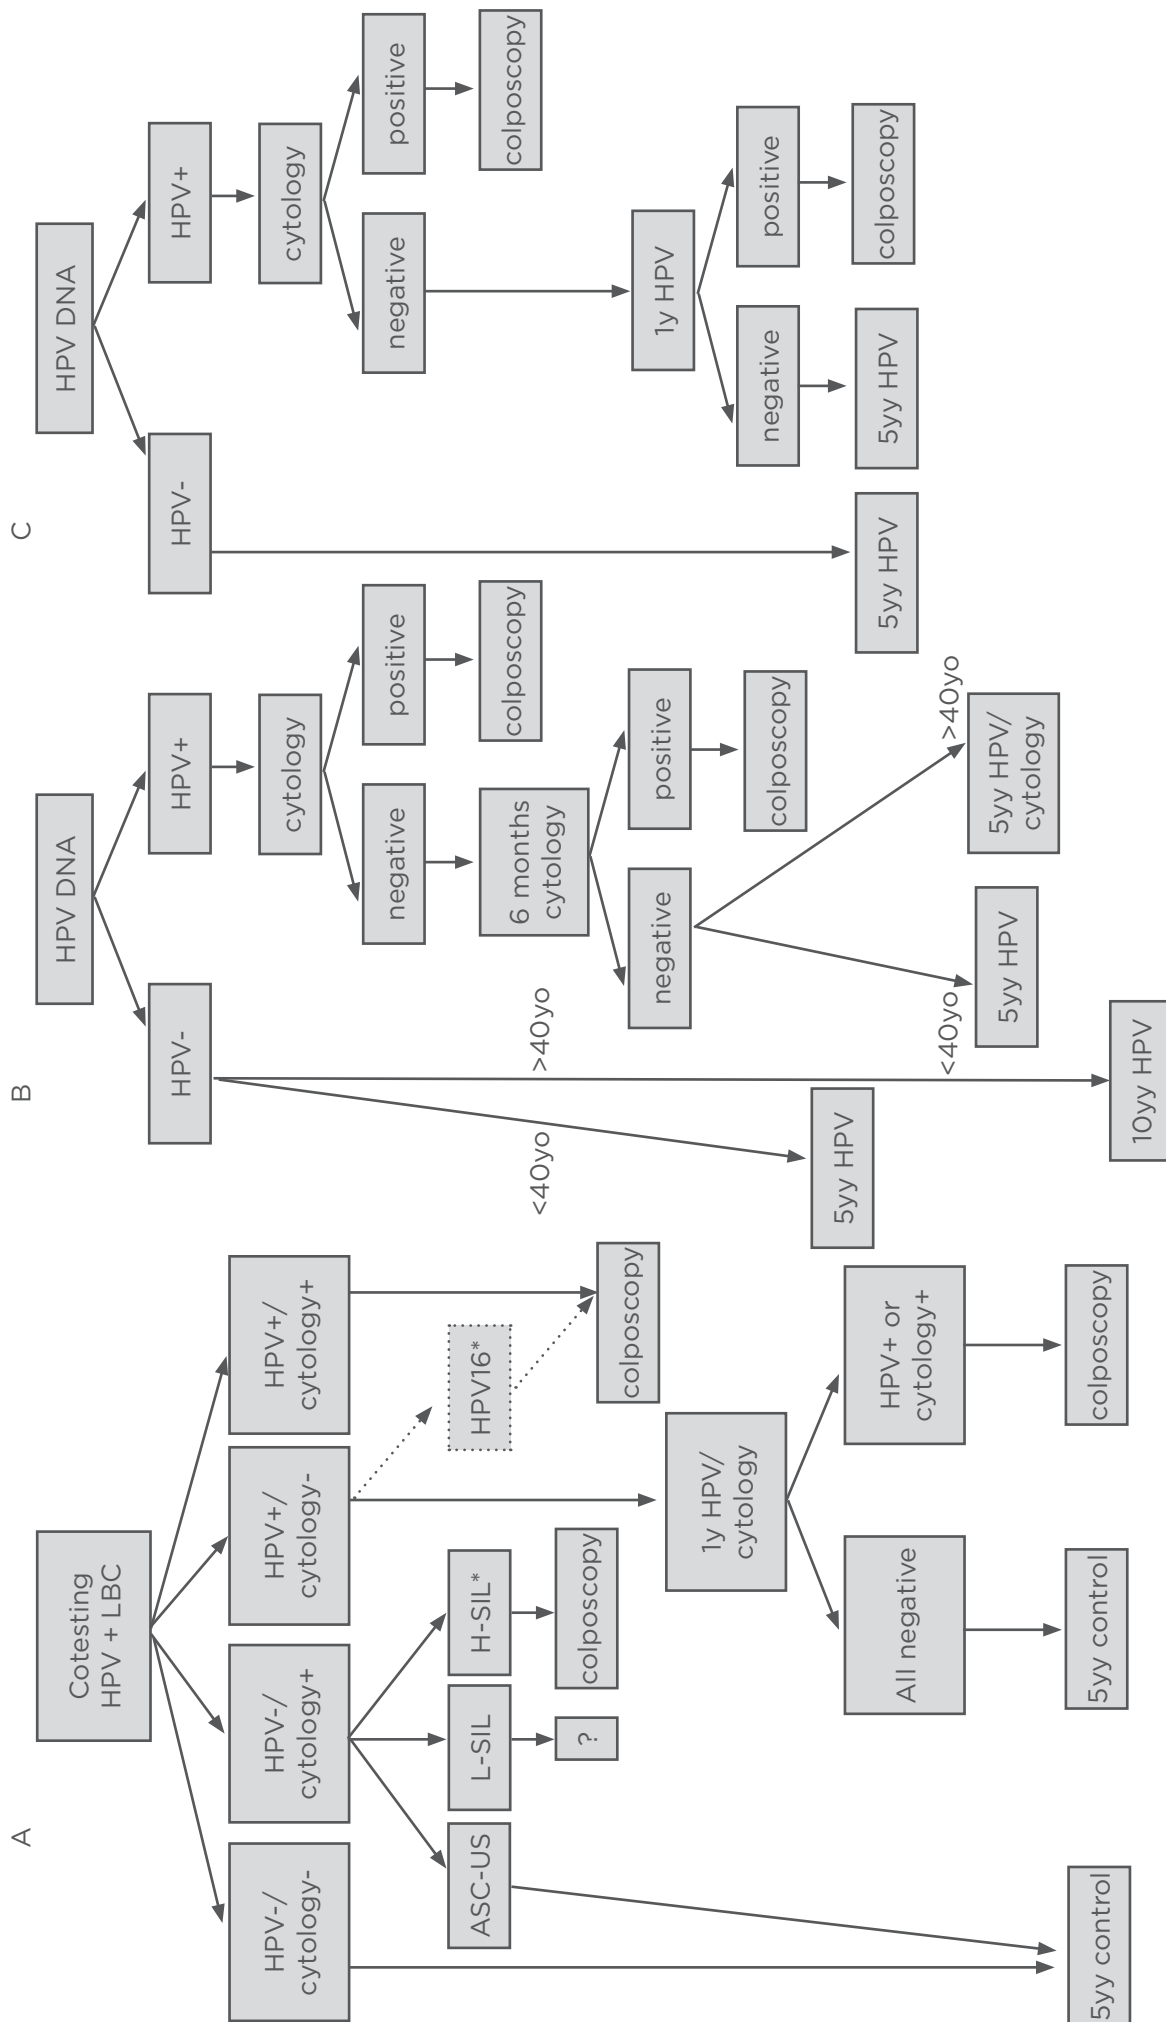 A
Cotesting
HPV + LBC
HPV-/
cytology-
HPV-/
cytology+
HPV+/
cytology-
HPV+/
cytology+
ASC-US
L-SIL
H-SIL*
HPV16*
?
colposcopy
colposcopy
1y HPV/
cytology
All negative
HPV+ or
cytology+
5yy control
5yy control
colposcopy
B
HPV DNA
HPV-
HPV+
cytology
negative
positive
6 months
cytology
colposcopy
<40yo
>40yo
negative
positive
colposcopy
5yy HPV
<40yo
>40yo
5yy HPV
5yy HPV/
cytology
10yy HPV
C
HPV DNA
HPV-
HPV+
cytology
negative
positive
colposcopy
1y HPV
negative
positive
5yy HPV
5yy HPV
colposcopy